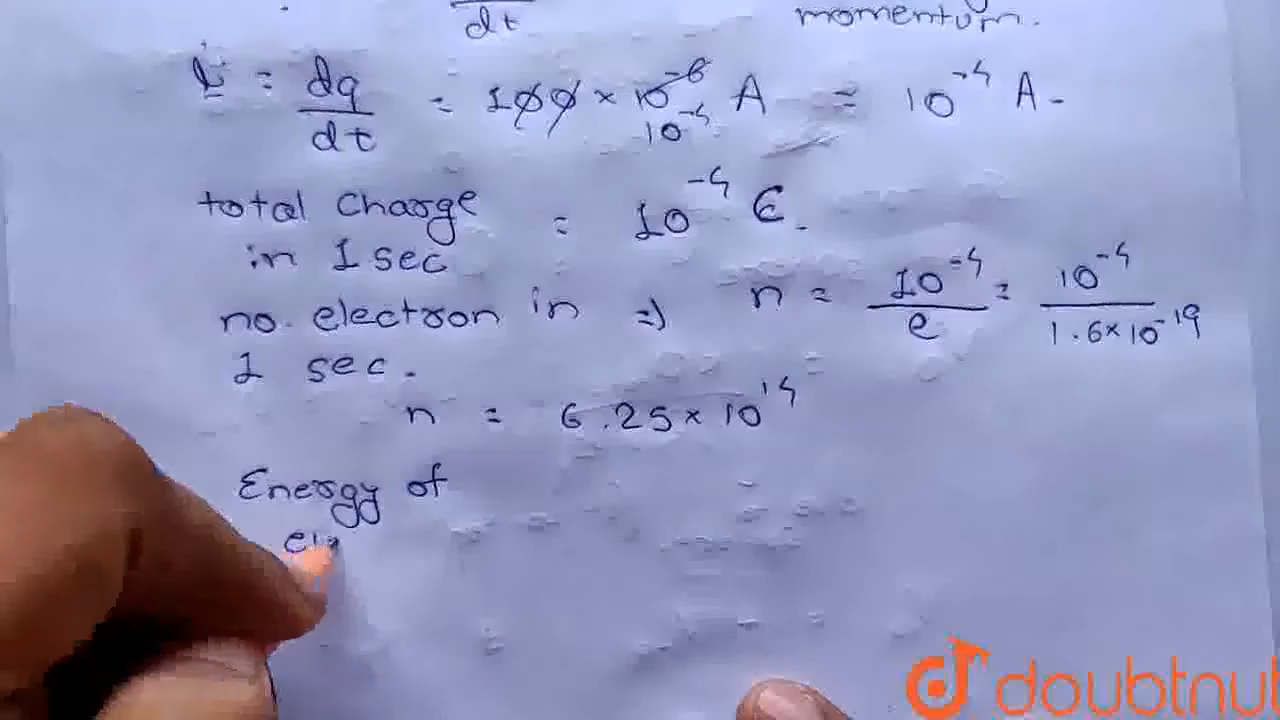 dt
momentum.
i = dq/dt = 100 × 10^-6 10^-4 A = 10^-4 A.
total charge in 1 sec = 10^-4 C.
no. electron in 1 sec. => n = 10^-4/e = 10^-4/1.6×10^-19
n = 6.25×10^14
Energy of
ele
doubtnut